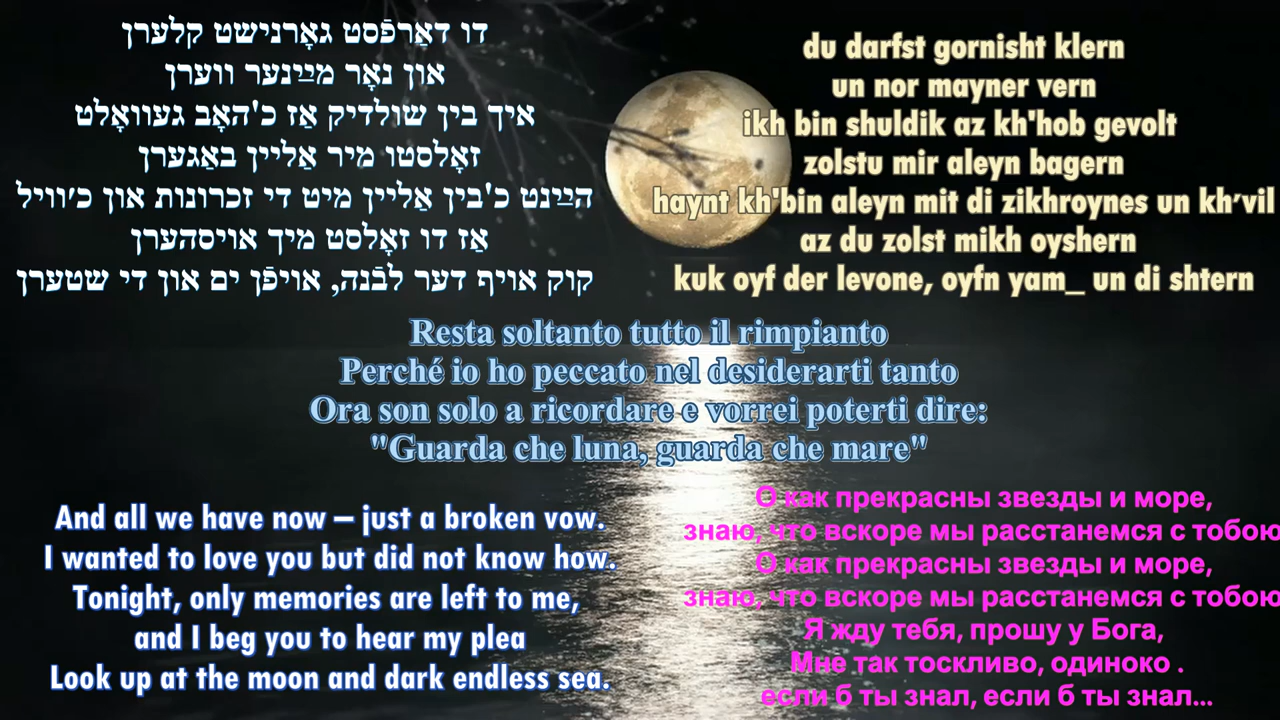 דו דאַרפֿסט גאָרנישט קלערן
און נאָר מײַנער ווערן
איך בין שולדיק אַז כ'האָב געוואָלט
זאָלסטו מיר אַליין באַגערן
הײַנט כ'בין אַליין מיט די זכרונות און כ׳וויל
אַז דו זאָלסט מיך אויסהערן
קוק אויף דער לבֿנה, אויפֿן ים און די שטערן
du darfst gornisht klern
un nor mayner vern
ikh bin shuldik az kh'hob gevolt
zolstu mir aleyn bagern
haynt kh'bin aleyn mit di zikhroynes un kh׳vil
az du zolst mikh oyshern
kuk oyf der levone, oyfn yam_ un di shtern
Resta soltanto tutto il rimpianto
Perché io ho peccato nel desiderarti tanto
Ora son solo a ricordare e vorrei poterti dire:
"Guarda che luna, guarda che mare"
And all we have now – just a broken vow.
I wanted to love you but did not know how.
Tonight, only memories are left to me,
and I beg you to hear my plea
Look up at the moon and dark endless sea.
О как прекрасны звезды и море,
знаю, что вскоре мы расстанемся с тобою
О как прекрасны звезды и море,
знаю, что вскоре мы расстанемся с тобою
Я жду тебя, прошу у Бога,
Мне так тоскливо, одиноко .
если б ты знал, если б ты знал...